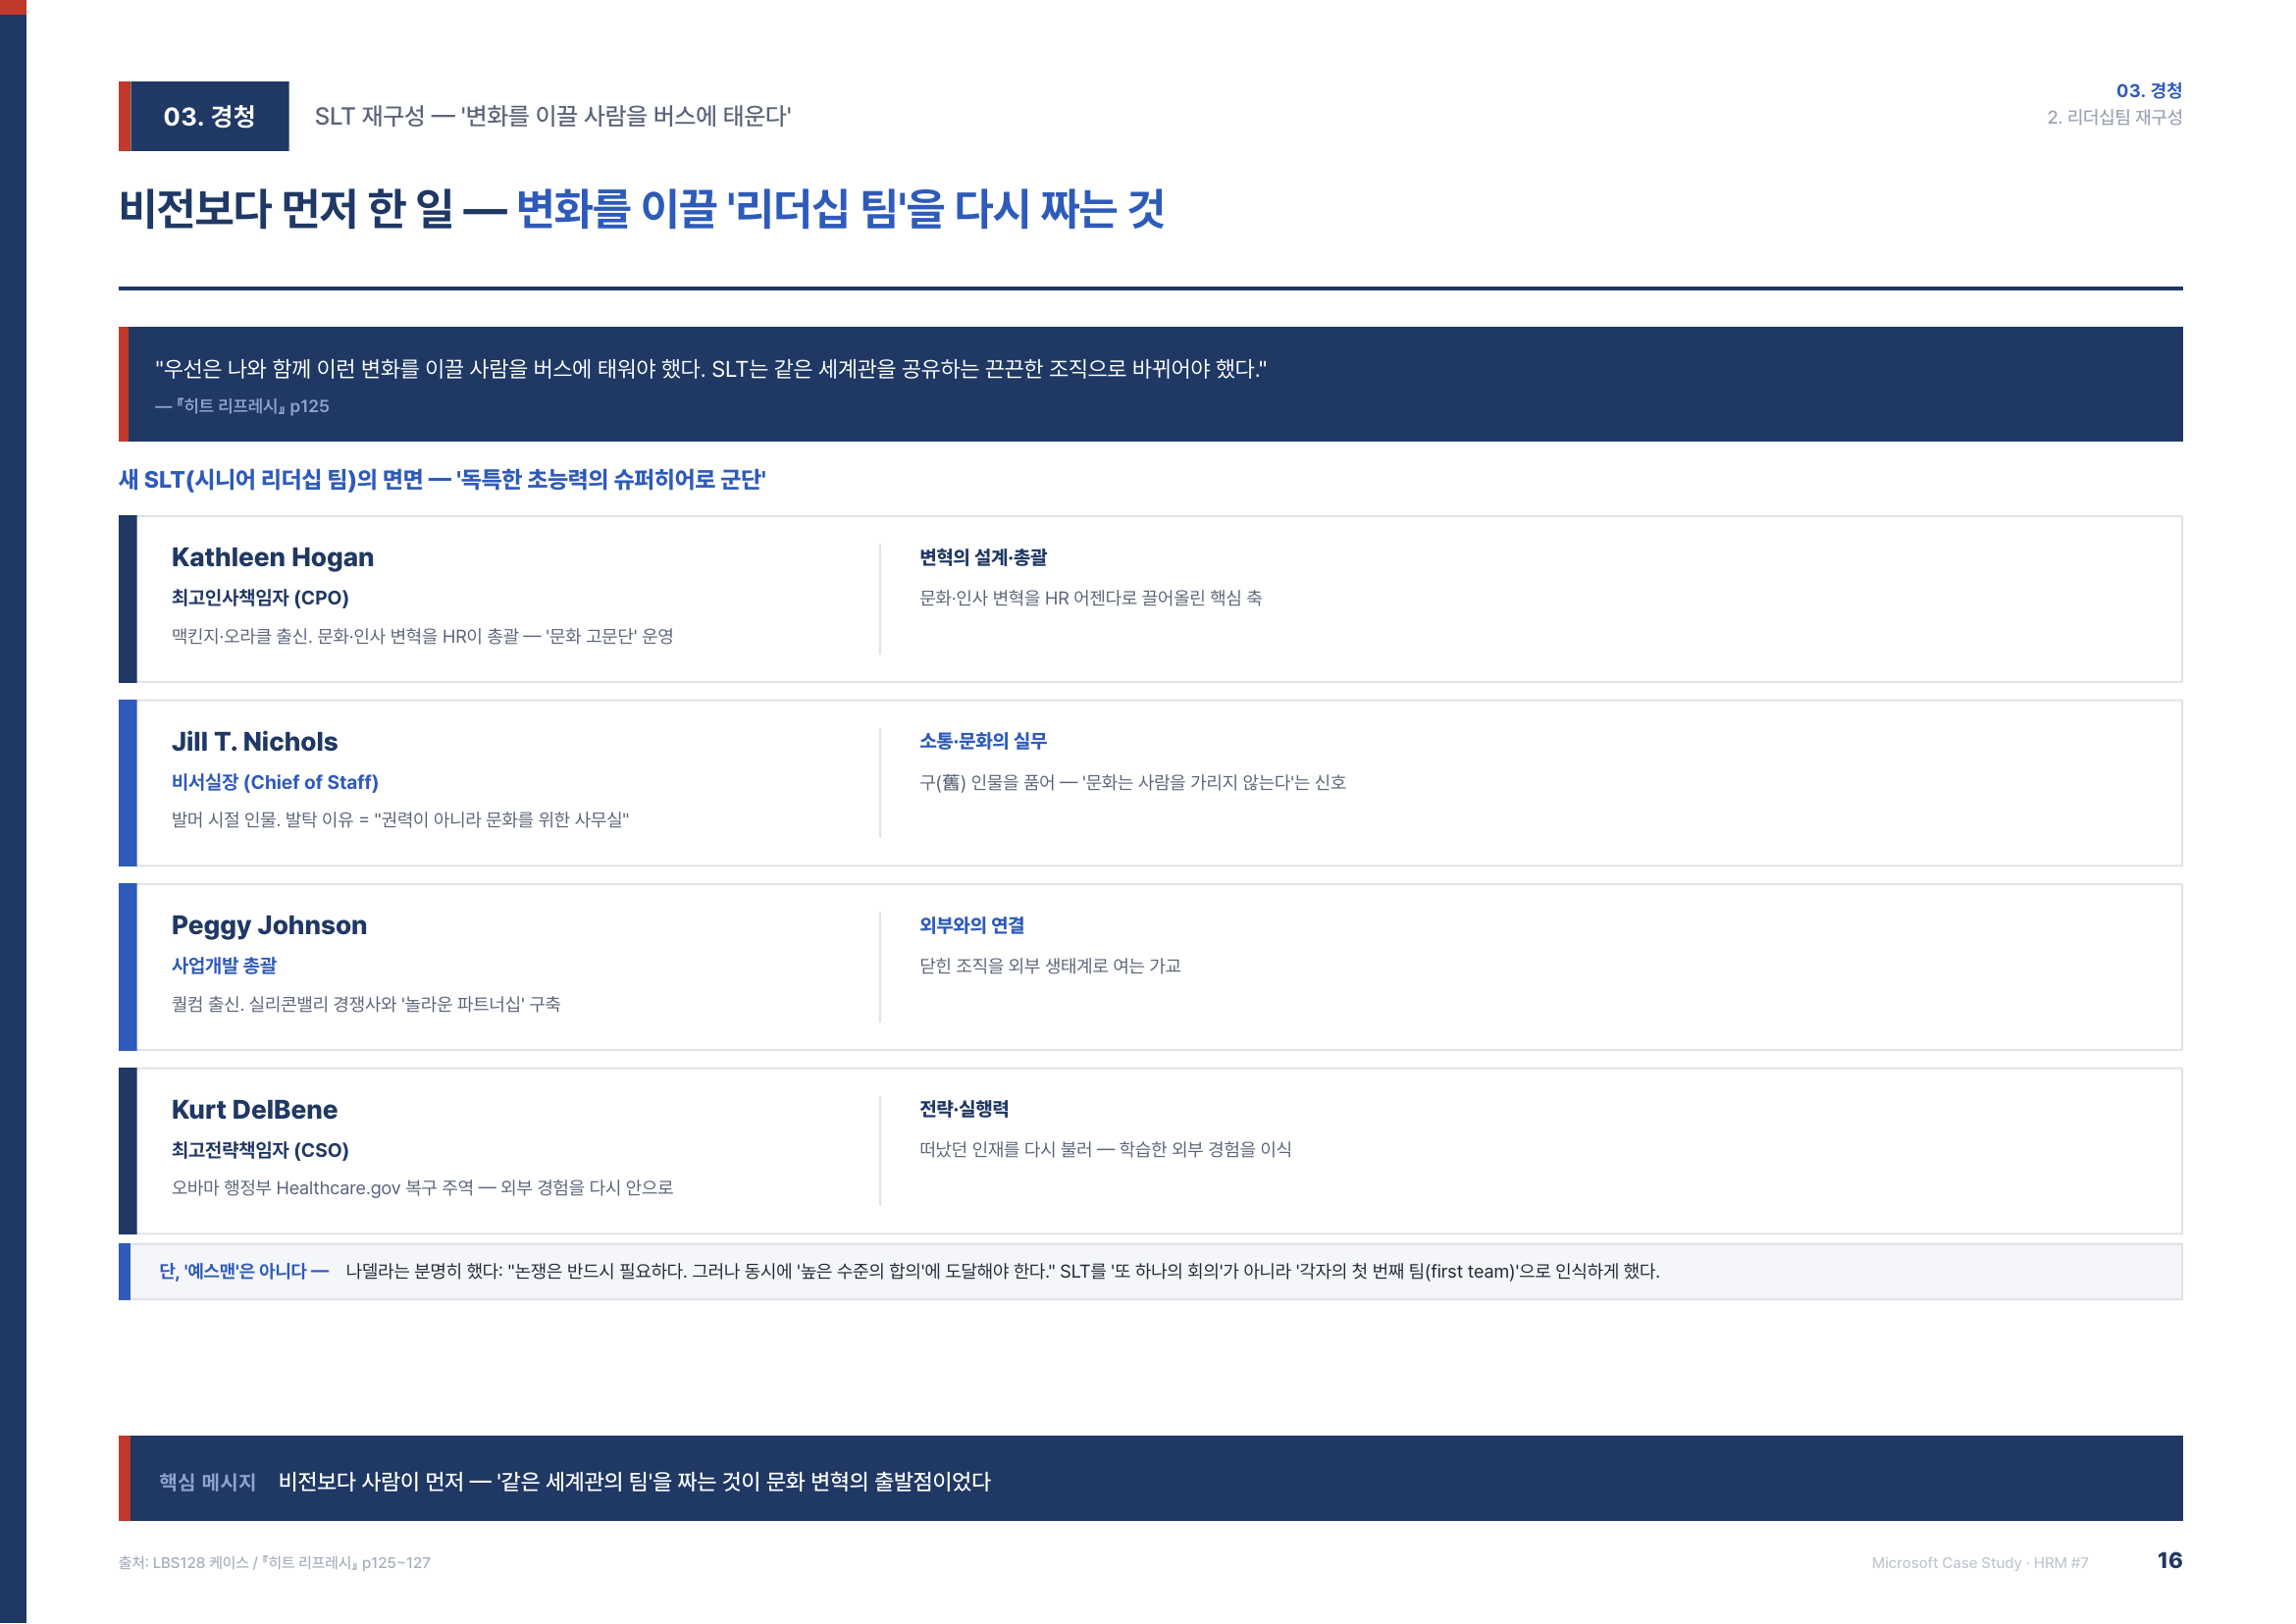 03. 경청
SLT 재구성 — '변화를 이끌 사람을 버스에 태운다'
03. 경청
2. 리더십팀 재구성
비전보다 먼저 한 일 — 변화를 이끌 '리더십 팀'을 다시 짜는 것
"우선은 나와 함께 이런 변화를 이끌 사람을 버스에 태워야 했다. SLT는 같은 세계관을 공유하는 끈끈한 조직으로 바뀌어야 했다."
— 『히트 리프레시』 p125
새 SLT(시니어 리더십 팀)의 면면 — '독특한 초능력의 슈퍼히어로 군단'
Kathleen Hogan
최고인사책임자 (CPO)
맥킨지·오라클 출신. 문화·인사 변혁을 HR이 총괄 — '문화 고문단' 운영
변혁의 설계·총괄
문화·인사 변혁을 HR 어젠다로 끌어올린 핵심 축
Jill T. Nichols
비서실장 (Chief of Staff)
발머 시절 인물. 발탁 이유 = "권력이 아니라 문화를 위한 사무실"
소통·문화의 실무
구(舊) 인물을 품어 — '문화는 사람을 가리지 않는다'는 신호
Peggy Johnson
사업개발 총괄
퀄컴 출신. 실리콘밸리 경쟁사와 '놀라운 파트너십' 구축
외부와의 연결
닫힌 조직을 외부 생태계로 여는 가교
Kurt DelBene
최고전략책임자 (CSO)
오바마 행정부 Healthcare.gov 복구 주역 — 외부 경험을 다시 안으로
전략·실행력
떠났던 인재를 다시 불러 — 학습한 외부 경험을 이식
단, '예스맨'은 아니다 — 나델라는 분명히 했다: "논쟁은 반드시 필요하다. 그러나 동시에 '높은 수준의 합의'에 도달해야 한다." SLT를 '또 하나의 회의'가 아니라 '각자의 첫 번째 팀(first team)'으로 인식하게 했다.
핵심 메시지 비전보다 사람이 먼저 — '같은 세계관의 팀'을 짜는 것이 문화 변혁의 출발점이었다
출처: LBS128 케이스 / 『히트 리프레시』 p125~127
Microsoft Case Study · HRM #7
16